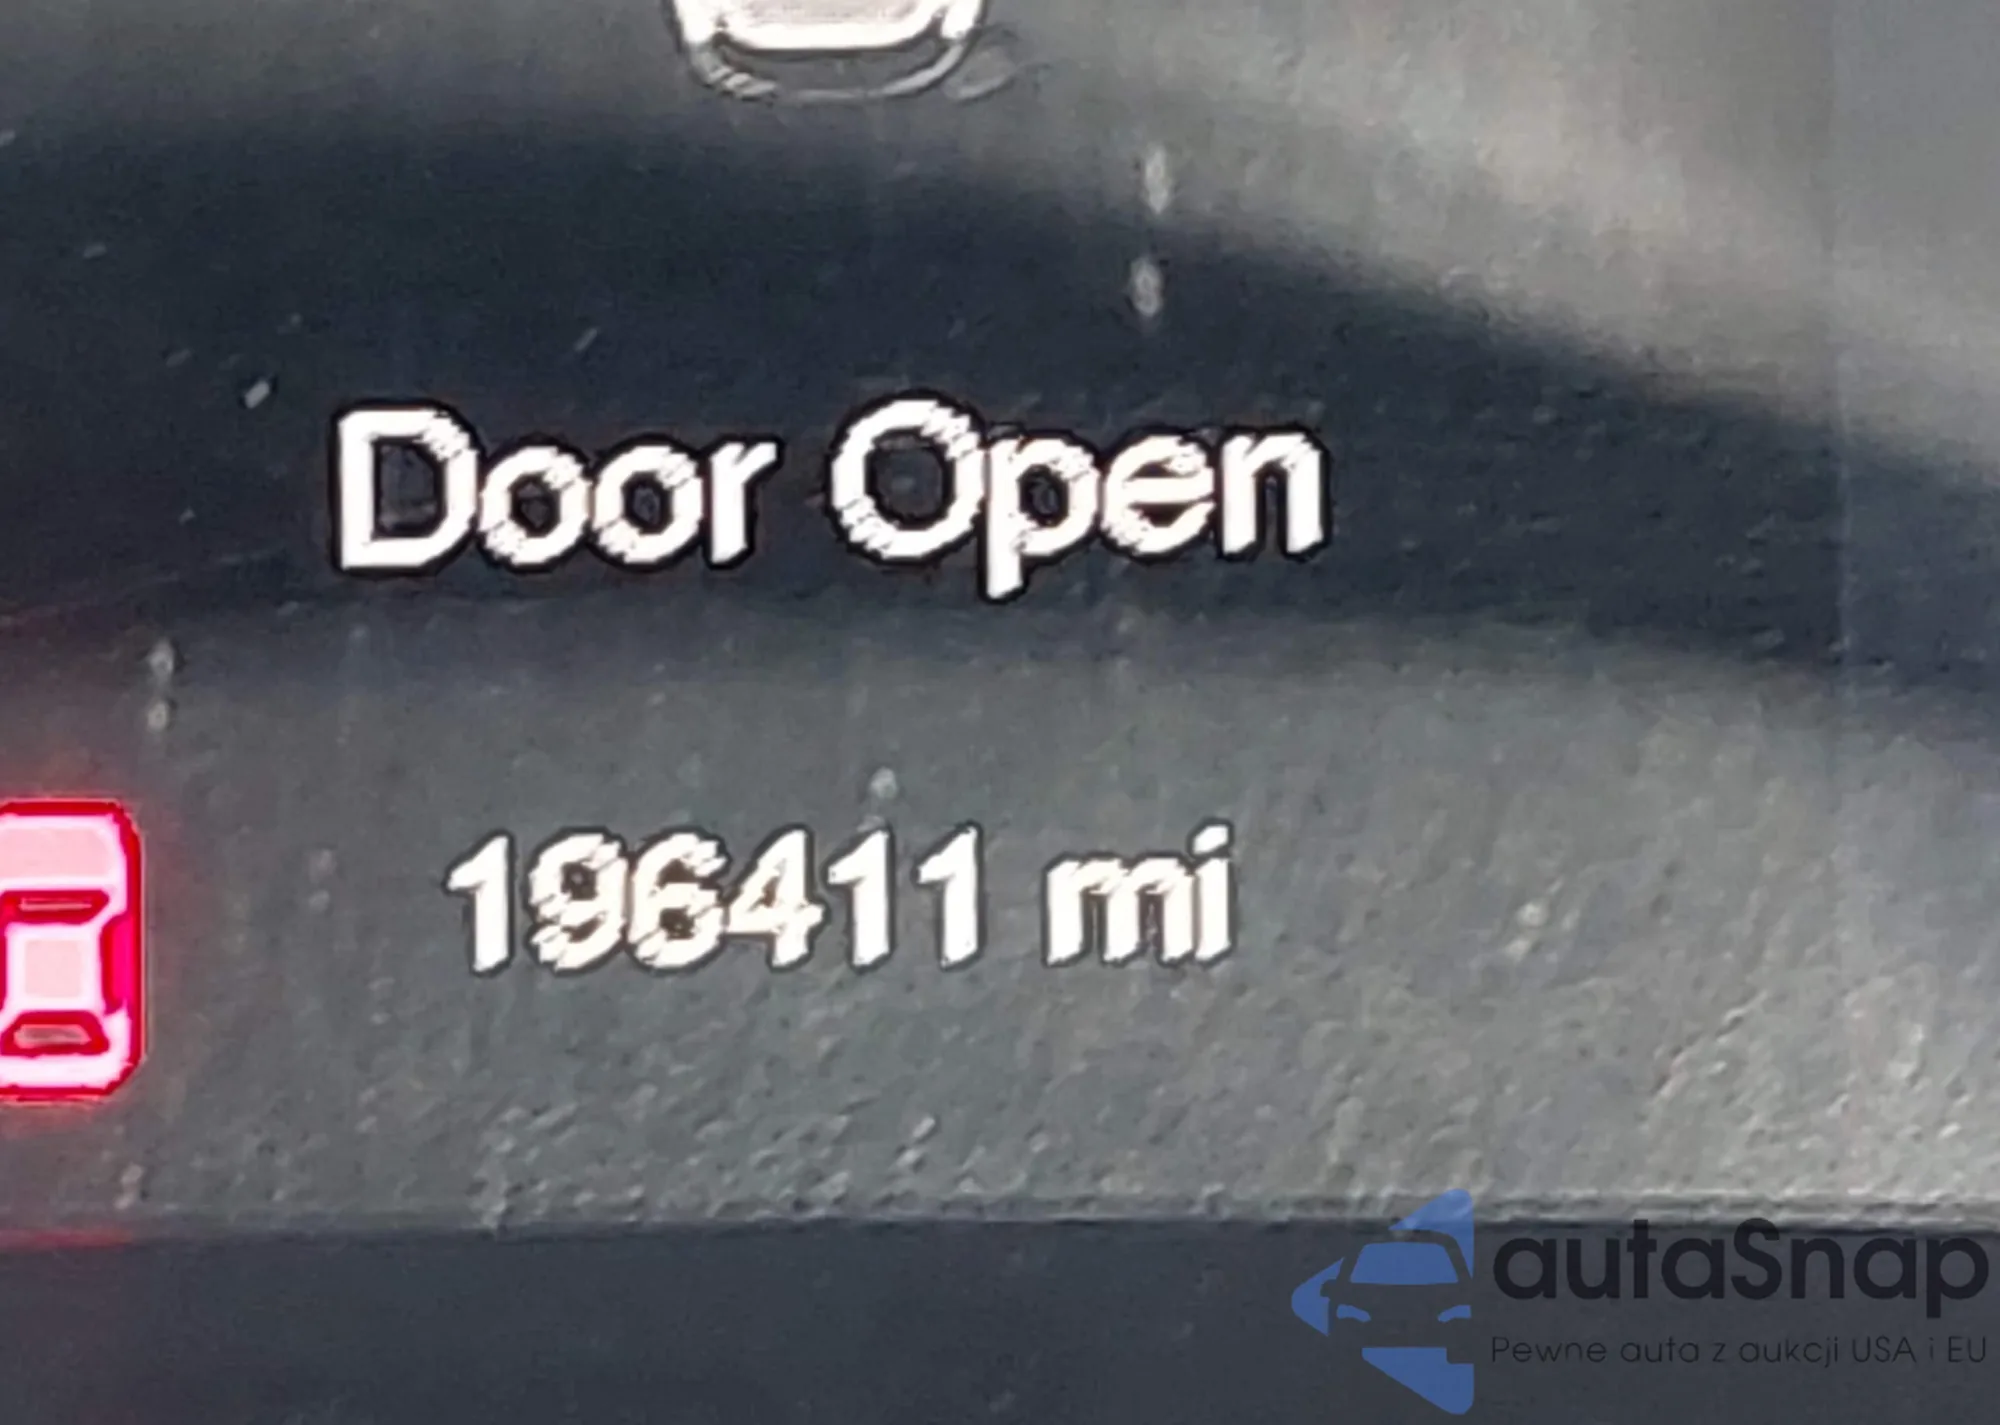 Door Open
196411 mi
autaSnap
Pewne auta z aukcji USA i EU